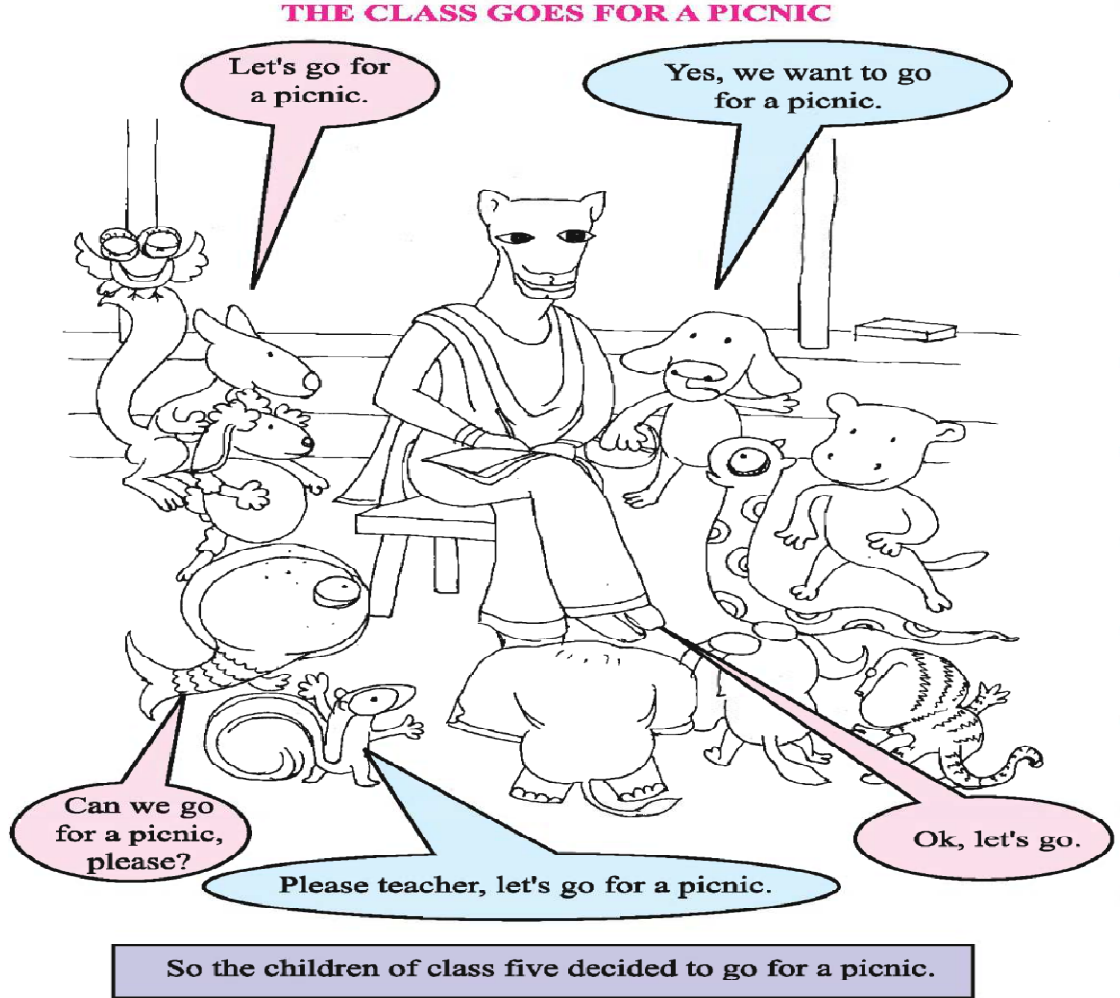 THE CLASS GOES FOR A PICNIC
Let's go for
a picnic.
Yes, we want to go
for a picnic.
Can we go
for a picnic,
please?
Ok, let's go.
Please teacher, let's go for a picnic.
So the children of class five decided to go for a picnic.